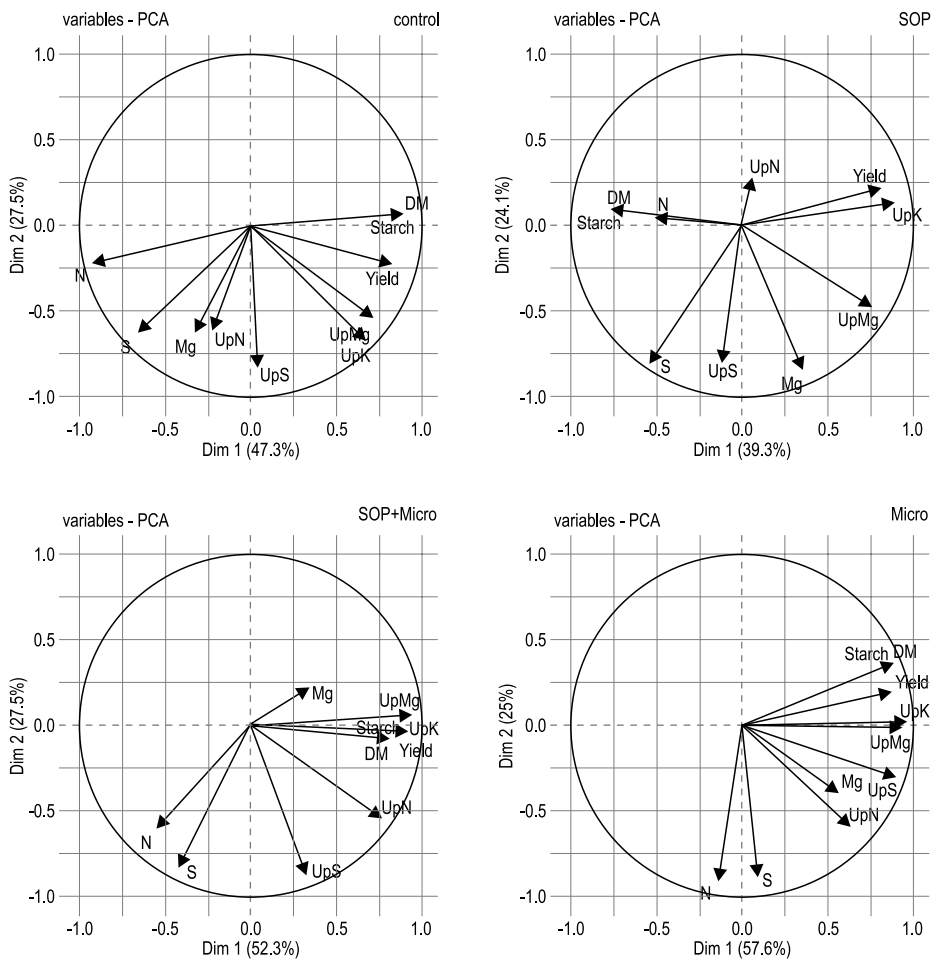 variables - PCA control
1.0
0.5
0.0
-0.5
-1.0
Dim 2 (27.5%)
DM
Starch
Yield
N
S
Mg
UpN
UpS
UpMg
UpK
-1.0 -0.5 0.0 0.5 1.0
Dim 1 (47.3%)
variables - PCA SOP
1.0
0.5
0.0
-0.5
-1.0
Dim 2 (24.1%)
UpN
Yield
DM
N
UpK
Starch
UpMg
S
UpS
Mg
-1.0 -0.5 0.0 0.5 1.0
Dim 1 (39.3%)
variables - PCA SOP+Micro
1.0
0.5
0.0
-0.5
-1.0
Dim 2 (27.5%)
Mg
UpMg
Starch UpK
DM Yield
UpN
N
S
UpS
-1.0 -0.5 0.0 0.5 1.0
Dim 1 (52.3%)
variables - PCA Micro
1.0
0.5
0.0
-0.5
-1.0
Dim 2 (25%)
Starch DM
Yield
UpK
UpMg
Mg
UpS
UpN
N
S
-1.0 -0.5 0.0 0.5 1.0
Dim 1 (57.6%)